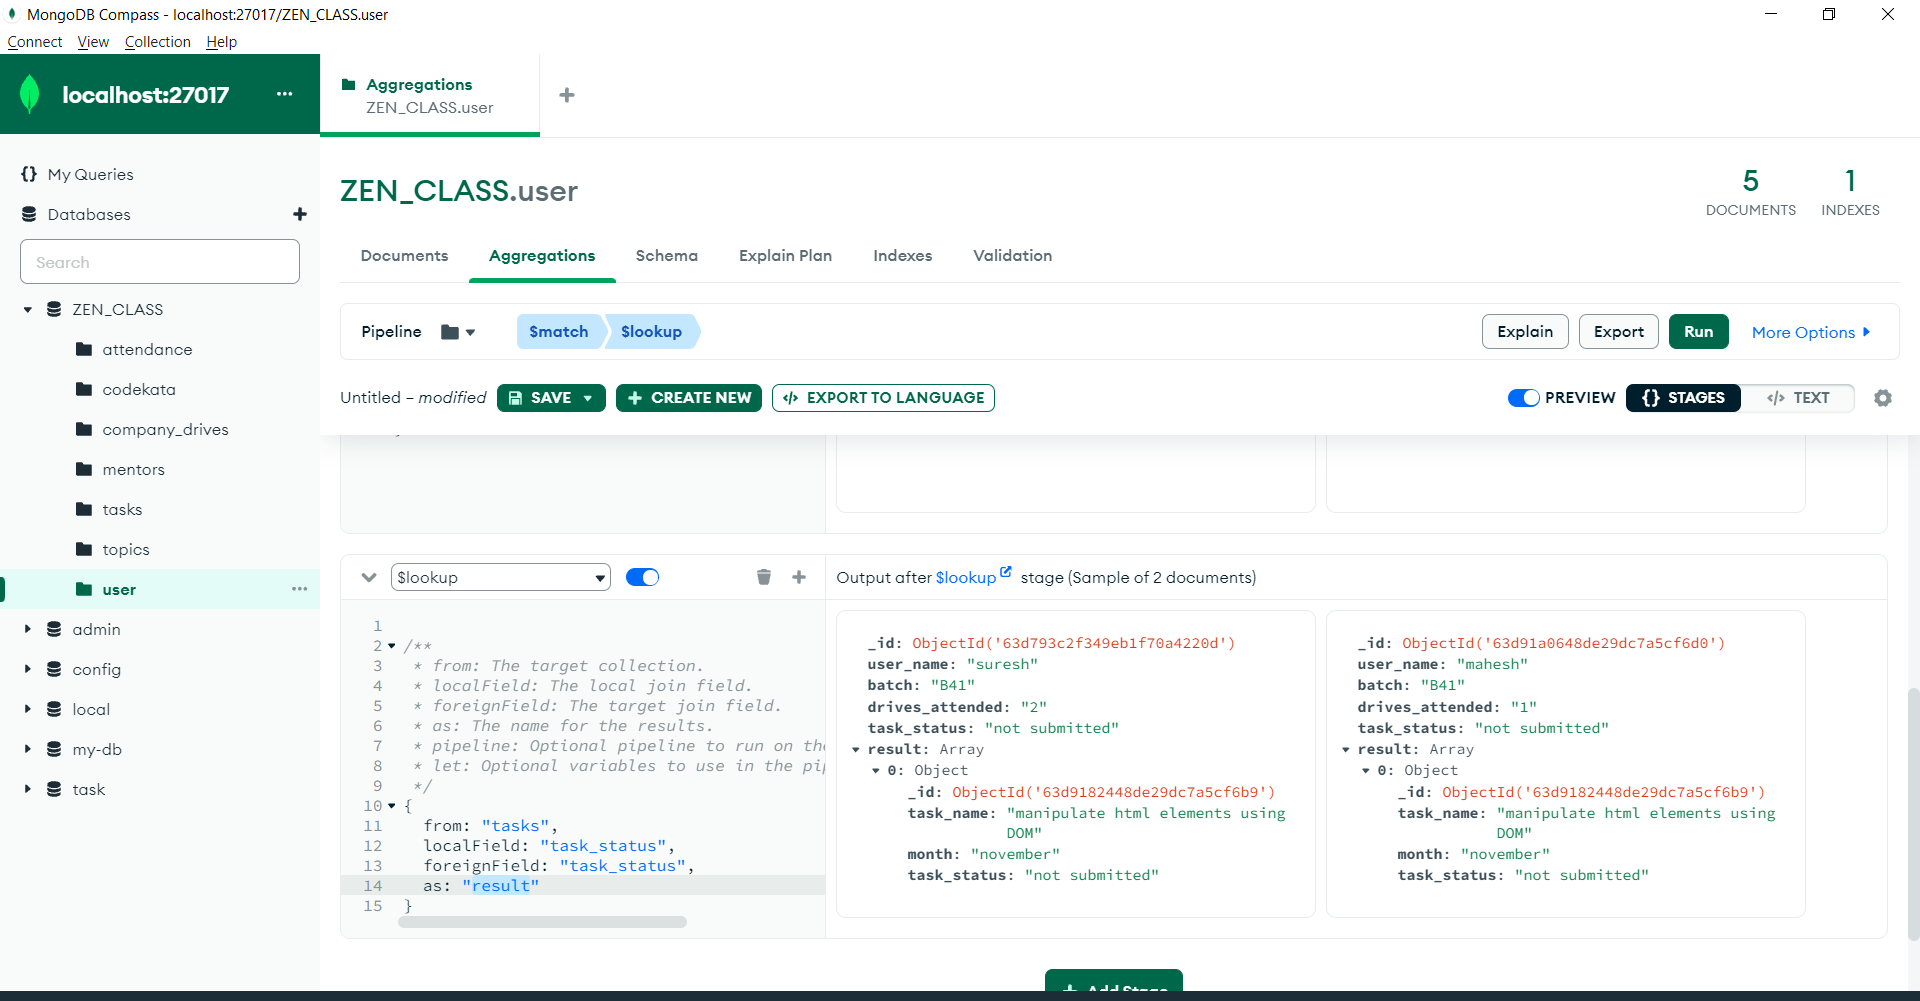 MongoDB Compass - localhost:27017/ZEN_CLASS.user
Connect View Collection Help
localhost:27017
Aggregations
ZEN_CLASS.user
My Queries
Databases
Search
ZEN_CLASS
attendance
codekata
company_drives
mentors
tasks
topics
user
admin
config
local
my-db
task
ZEN_CLASS.user
5
DOCUMENTS
1
INDEXES
Documents Aggregations Schema Explain Plan Indexes Validation
Pipeline $match $lookup Explain Export Run More Options
Untitled – modified SAVE CREATE NEW EXPORT TO LANGUAGE PREVIEW {} STAGES </> TEXT
$lookup
1
2 /**
3 * from: The target collection.
4 * localField: The local join field.
5 * foreignField: The target join field.
6 * as: The name for the results.
7 * pipeline: Optional pipeline to run on the
8 * let: Optional variables to use in the pip
9 */
10 {
11 from: "tasks",
12 localField: "task_status",
13 foreignField: "task_status",
14 as: "result"
15 }
Output after $lookup stage (Sample of 2 documents)
_id: ObjectId('63d793c2f349eb1f70a4220d')
user_name: "suresh"
batch: "B41"
drives_attended: "2"
task_status: "not submitted"
result: Array
0: Object
_id: ObjectId('63d9182448de29dc7a5cf6b9')
task_name: "manipulate html elements using
DOM"
month: "november"
task_status: "not submitted"
_id: ObjectId('63d91a0648de29dc7a5cf6d0')
user_name: "mahesh"
batch: "B41"
drives_attended: "1"
task_status: "not submitted"
result: Array
0: Object
_id: ObjectId('63d9182448de29dc7a5cf6b9')
task_name: "manipulate html elements using
DOM"
month: "november"
task_status: "not submitted"
Add Stage